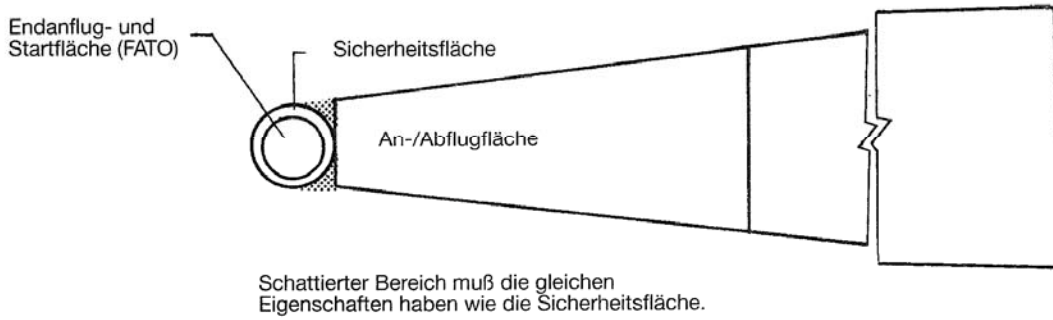 Endanflug- und
Startfläche (FATO)
Sicherheitsfläche
An-/Abflugfläche
Schattierter Bereich muß die gleichen
Eigenschaften haben wie die Sicherheitsfläche.